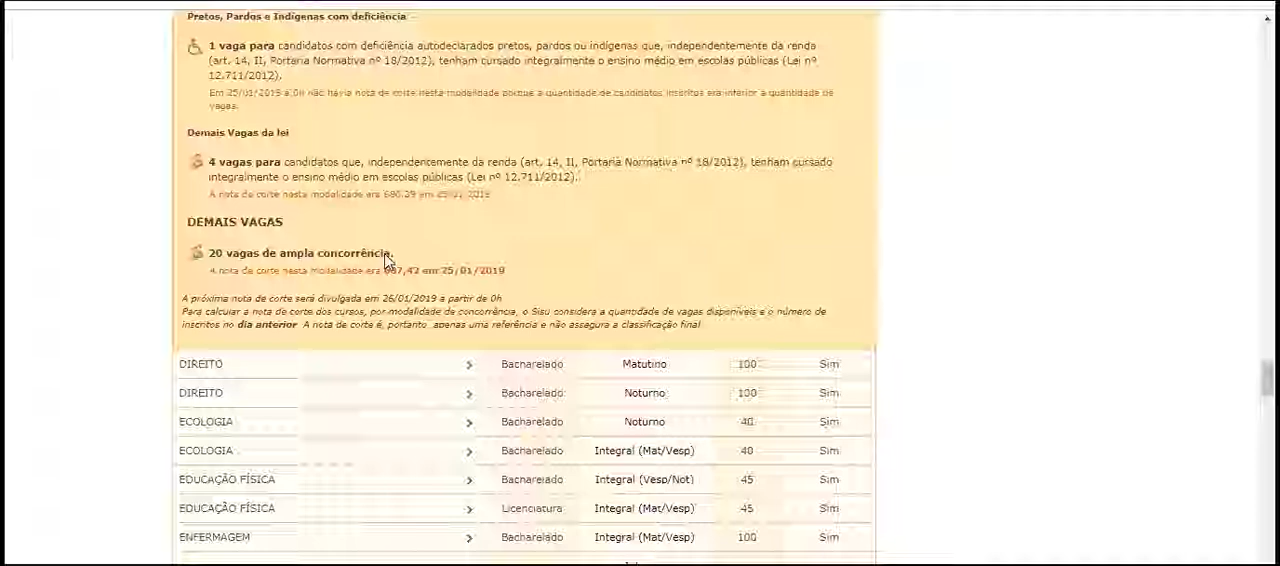 Pretos, Pardos e Indígenas com deficiência
1 vaga para candidatos com deficiência autodeclarados pretos, pardos ou indígenas que, independentemente da renda
(art. 14, II, Portaria Normativa nº 18/2012), tenham cursado integralmente o ensino médio em escolas públicas (Lei nº
12.711/2012).
Em 25/01/2019 à 0h não havia nota de corte nesta modalidade porque a quantidade de candidatos inscritos era inferior a quantidade de
vagas.
Demais Vagas da lei
4 vagas para candidatos que, independentemente da renda (art. 14, II, Portaria Normativa nº 18/2012), tenham cursado
integralmente o ensino médio em escolas públicas (Lei nº 12.711/2012).
A nota de corte nesta modalidade era em 25/01/2019
DEMAIS VAGAS
20 vagas de ampla concorrência.
A nota de corte nesta modalidade era em 25/01/2019
A próxima nota de corte será divulgada em 26/01/2019 a partir de 0h
Para calcular a nota de corte dos cursos, por modalidade de concorrência, o Sisu considera a quantidade de vagas disponíveis e o número de
inscritos no dia anterior. A nota de corte é, portanto, apenas uma referência e não assegura a classificação final
DIREITO > Bacharelado Matutino 100 Sim
DIREITO > Bacharelado Noturno 100 Sim
ECOLOGIA > Bacharelado Noturno 40 Sim
ECOLOGIA > Bacharelado Integral (Mat/Vesp) 40 Sim
EDUCAÇÃO FÍSICA > Bacharelado Integral (Vesp/Not) 45 Sim
EDUCAÇÃO FÍSICA > Licenciatura Integral (Mat/Vesp) 45 Sim
ENFERMAGEM > Bacharelado Integral (Mat/Vesp) 100 Sim